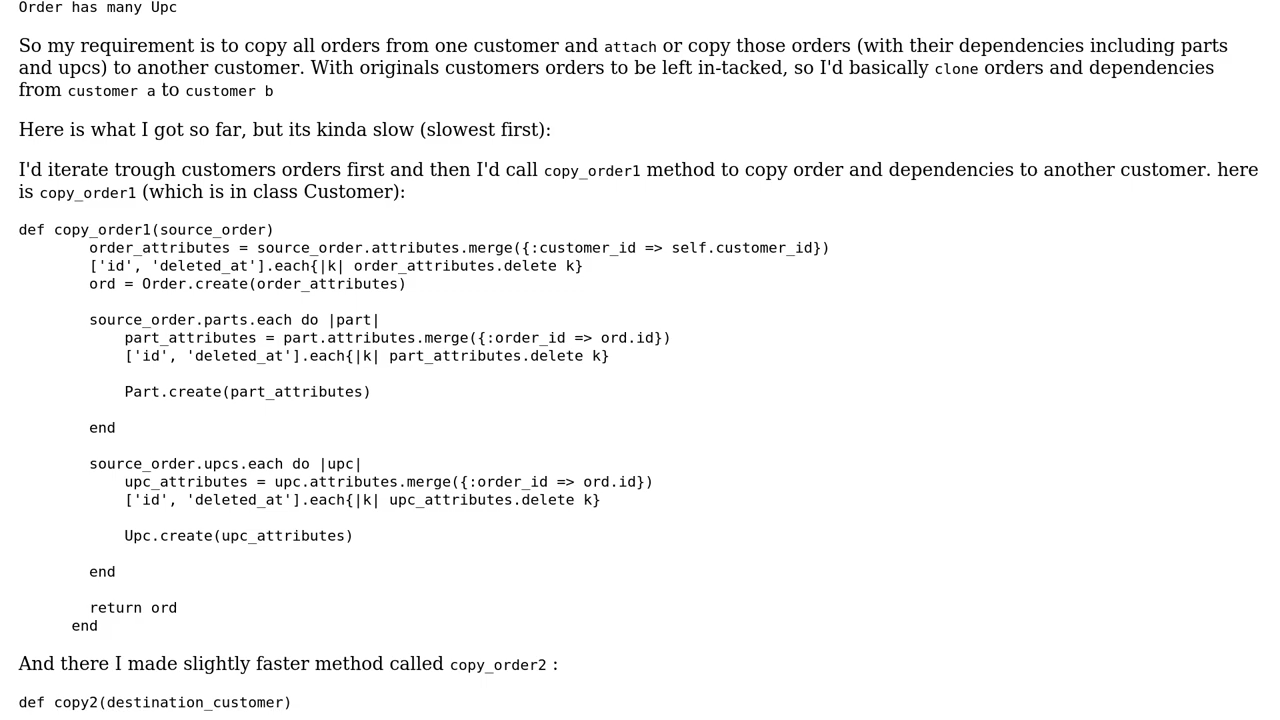 Order has many Upc
So my requirement is to copy all orders from one customer and attach or copy those orders (with their dependencies including parts
and upcs) to another customer. With originals customers orders to be left in-tacked, so I'd basically clone orders and dependencies
from customer a to customer b
Here is what I got so far, but its kinda slow (slowest first):
I'd iterate trough customers orders first and then I'd call copy_order1 method to copy order and dependencies to another customer. here
is copy_order1 (which is in class Customer):
def copy_order1(source_order)
        order_attributes = source_order.attributes.merge({:customer_id => self.customer_id})
        ['id', 'deleted_at'].each{|k| order_attributes.delete k}
        ord = Order.create(order_attributes)
        source_order.parts.each do |part|
            part_attributes = part.attributes.merge({:order_id => ord.id})
            ['id', 'deleted_at'].each{|k| part_attributes.delete k}
            Part.create(part_attributes)
        end
        source_order.upcs.each do |upc|
            upc_attributes = upc.attributes.merge({:order_id => ord.id})
            ['id', 'deleted_at'].each{|k| upc_attributes.delete k}
            Upc.create(upc_attributes)
        end
        return ord
      end
And there I made slightly faster method called copy_order2 :
def copy2(destination_customer)